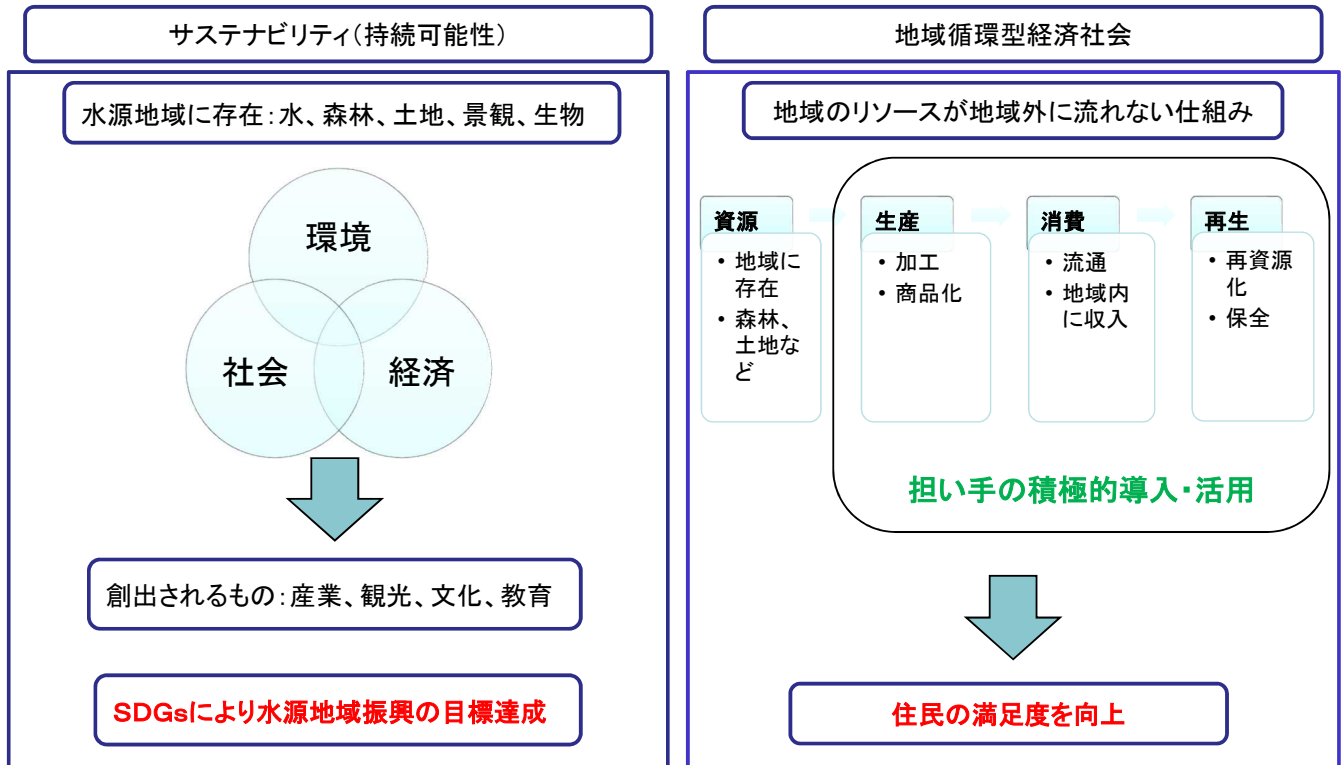 サステナビリティ(持続可能性)
水源地域に存在:水、森林、土地、景観、生物
環境
社会
経済
創出されるもの:産業、観光、文化、教育
SDGsにより水源地域振興の目標達成
地域循環型経済社会
地域のリソースが地域外に流れない仕組み
資源
・地域に
存在
・森林、
土地な
ど
生産
・加工
・商品化
消費
・流通
・地域内
に収入
再生
・再資源
化
・保全
担い手の積極的導入・活用
住民の満足度を向上